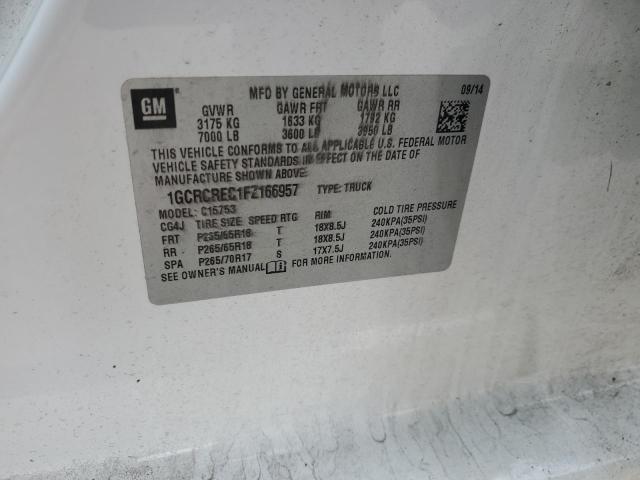 GM
MFD BY GENERAL MOTORS LLC 09/14
GVWR GAWR FRT GAWR RR
3175 KG 1633 KG 1792 KG
7000 LB 3600 LB 3950 LB
THIS VEHICLE CONFORMS TO ALL APPLICABLE U.S. FEDERAL MOTOR
VEHICLE SAFETY STANDARDS IN EFFECT ON THE DATE OF
MANUFACTURE SHOWN ABOVE.
1GCRCREC1FZ166957 TYPE: TRUCK
MODEL: C15753
CG4J TIRE SIZE SPEED RTG RIM COLD TIRE PRESSURE
FRT P265/65R18 T 18X8.5J 240KPA(35PSI)
RR P265/65R18 T 18X8.5J 240KPA(35PSI)
SPA P265/70R17 S 17X7.5J 240KPA(35PSI)
SEE OWNER'S MANUAL FOR MORE INFORMATION.